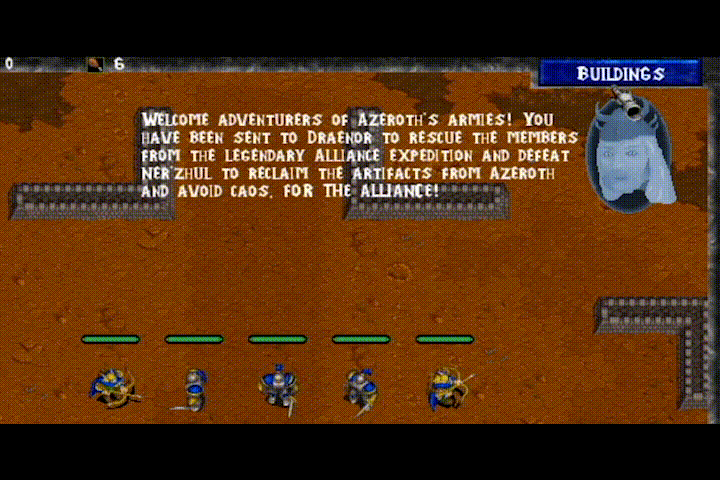 0 6
BUILDINGS
WELCOME ADVENTURERS OF AZEROTH'S ARMIES! YOU
HAVE BEEN SENT TO DRAENOR TO RESCUE THE MEMBERS
FROM THE LEGENDARY ALLIANCE EXPEDITION AND DEFEAT
NER'ZHUL TO RECLAIM THE ARTIFACTS FROM AZEROTH
AND AVOID CAOS, FOR THE ALLIANCE!